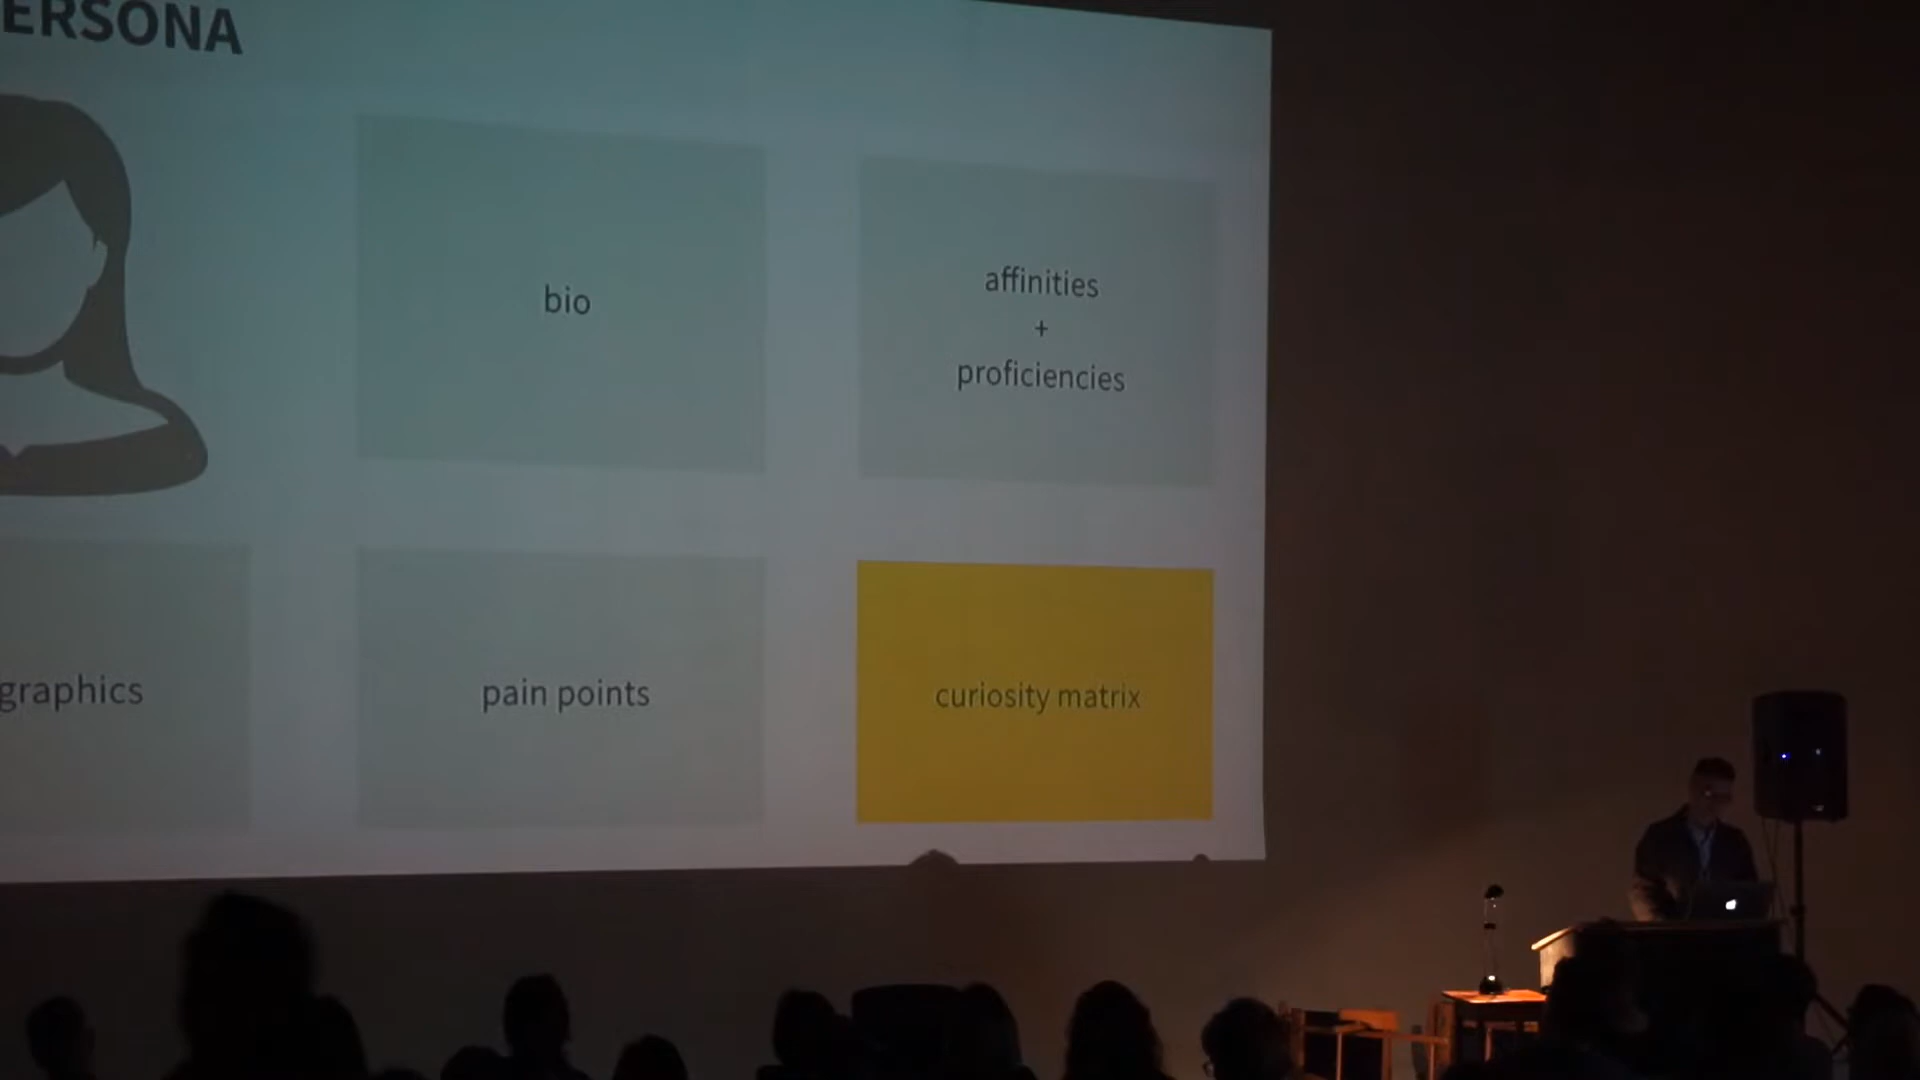 ERSONA
bio
affinities
+
proficiencies
graphics
pain points
curiosity matrix